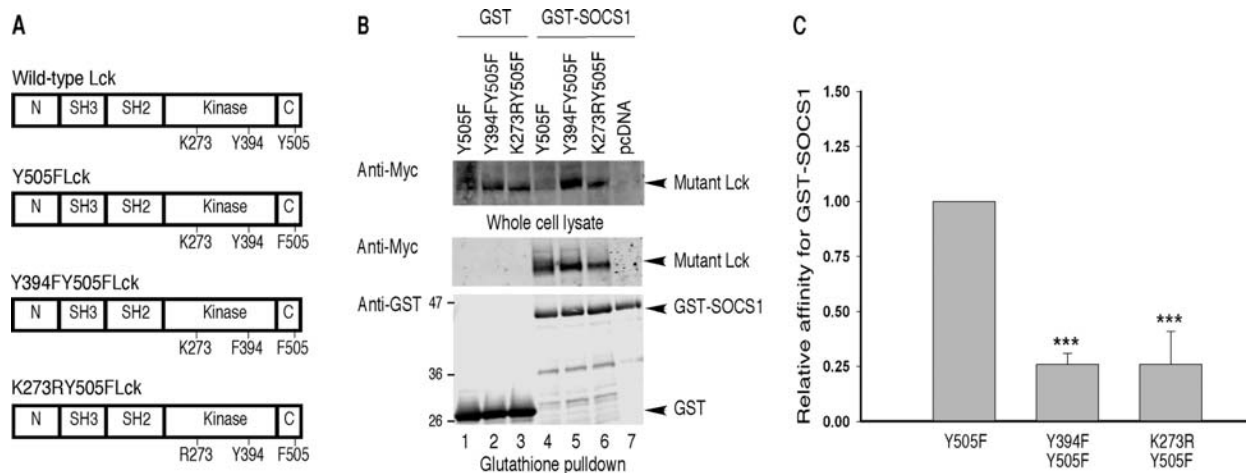 A
Wild-type Lck
N SH3 SH2 Kinase C
K273 Y394 Y505
Y505FLck
N SH3 SH2 Kinase C
K273 Y394 F505
Y394FY505FLck
N SH3 SH2 Kinase C
K273 F394 F505
K273RY505FLck
N SH3 SH2 Kinase C
R273 Y394 F505
B
GST GST-SOCS1
Y505F Y394FY505F K273RY505F Y505F Y394FY505F K273RY505F pcDNA
Anti-Myc Mutant Lck
Whole cell lysate
Anti-Myc Mutant Lck
Anti-GST 47 GST-SOCS1
36
26 GST
1 2 3 4 5 6 7
Glutathione pulldown
C
Relative affinity for GST-SOCS1
1.50
1.25
1.00
0.75
0.50
0.25
0.00
*** ***
Y505F Y394F K273R
Y505F Y505F